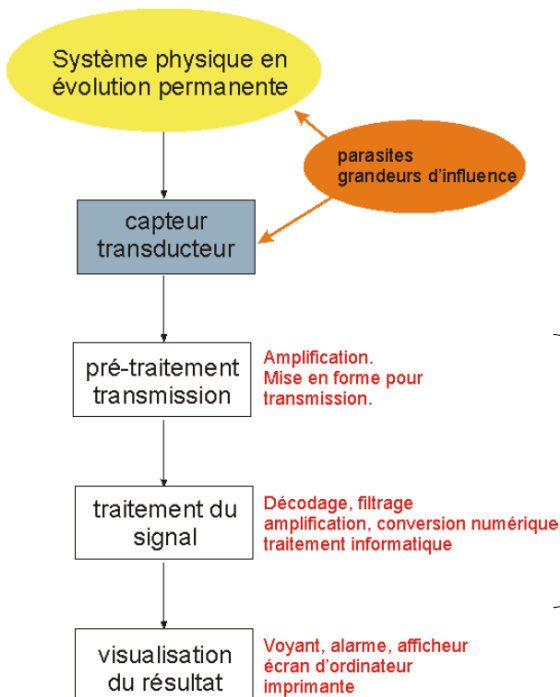 Système physique en
évolution permanente
parasites
grandeurs d'influence
capteur
transducteur
pré-traitement
transmission
Amplification.
Mise en forme pour
transmission.
traitement du
signal
Décodage, filtrage
amplification, conversion numérique
traitement informatique
visualisation
du résultat
Voyant, alarme, afficheur
écran d'ordinateur
imprimante